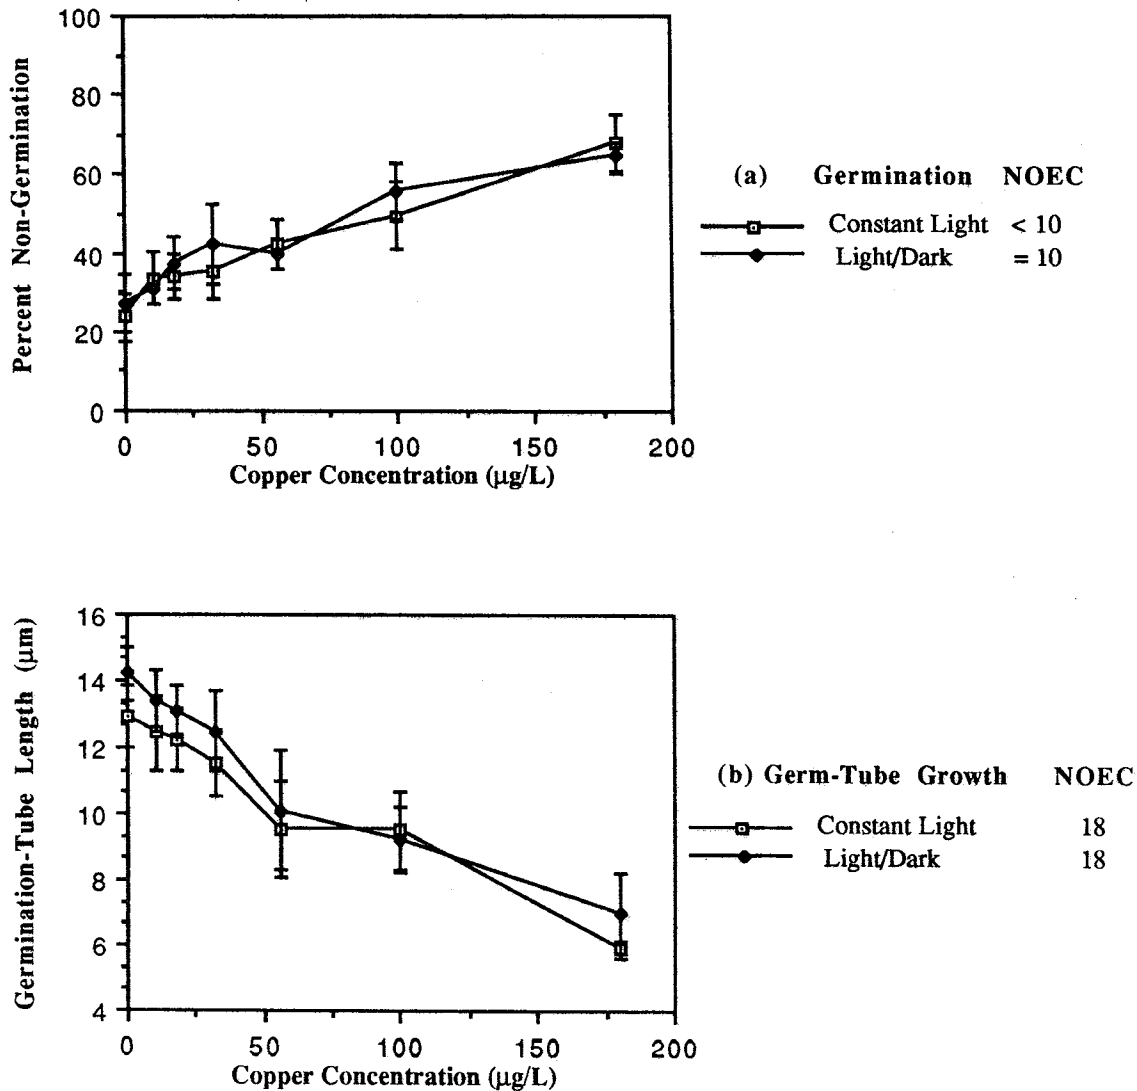 100
80
60
40
20
0
Percent Non-Germination
0 50 100 150 200
Copper Concentration (µg/L)
(a) Germination NOEC
Constant Light < 10
Light/Dark = 10
16
14
12
10
8
6
4
Germination-Tube Length (µm)
0 50 100 150 200
Copper Concentration (µg/L)
(b) Germ-Tube Growth NOEC
Constant Light 18
Light/Dark 18